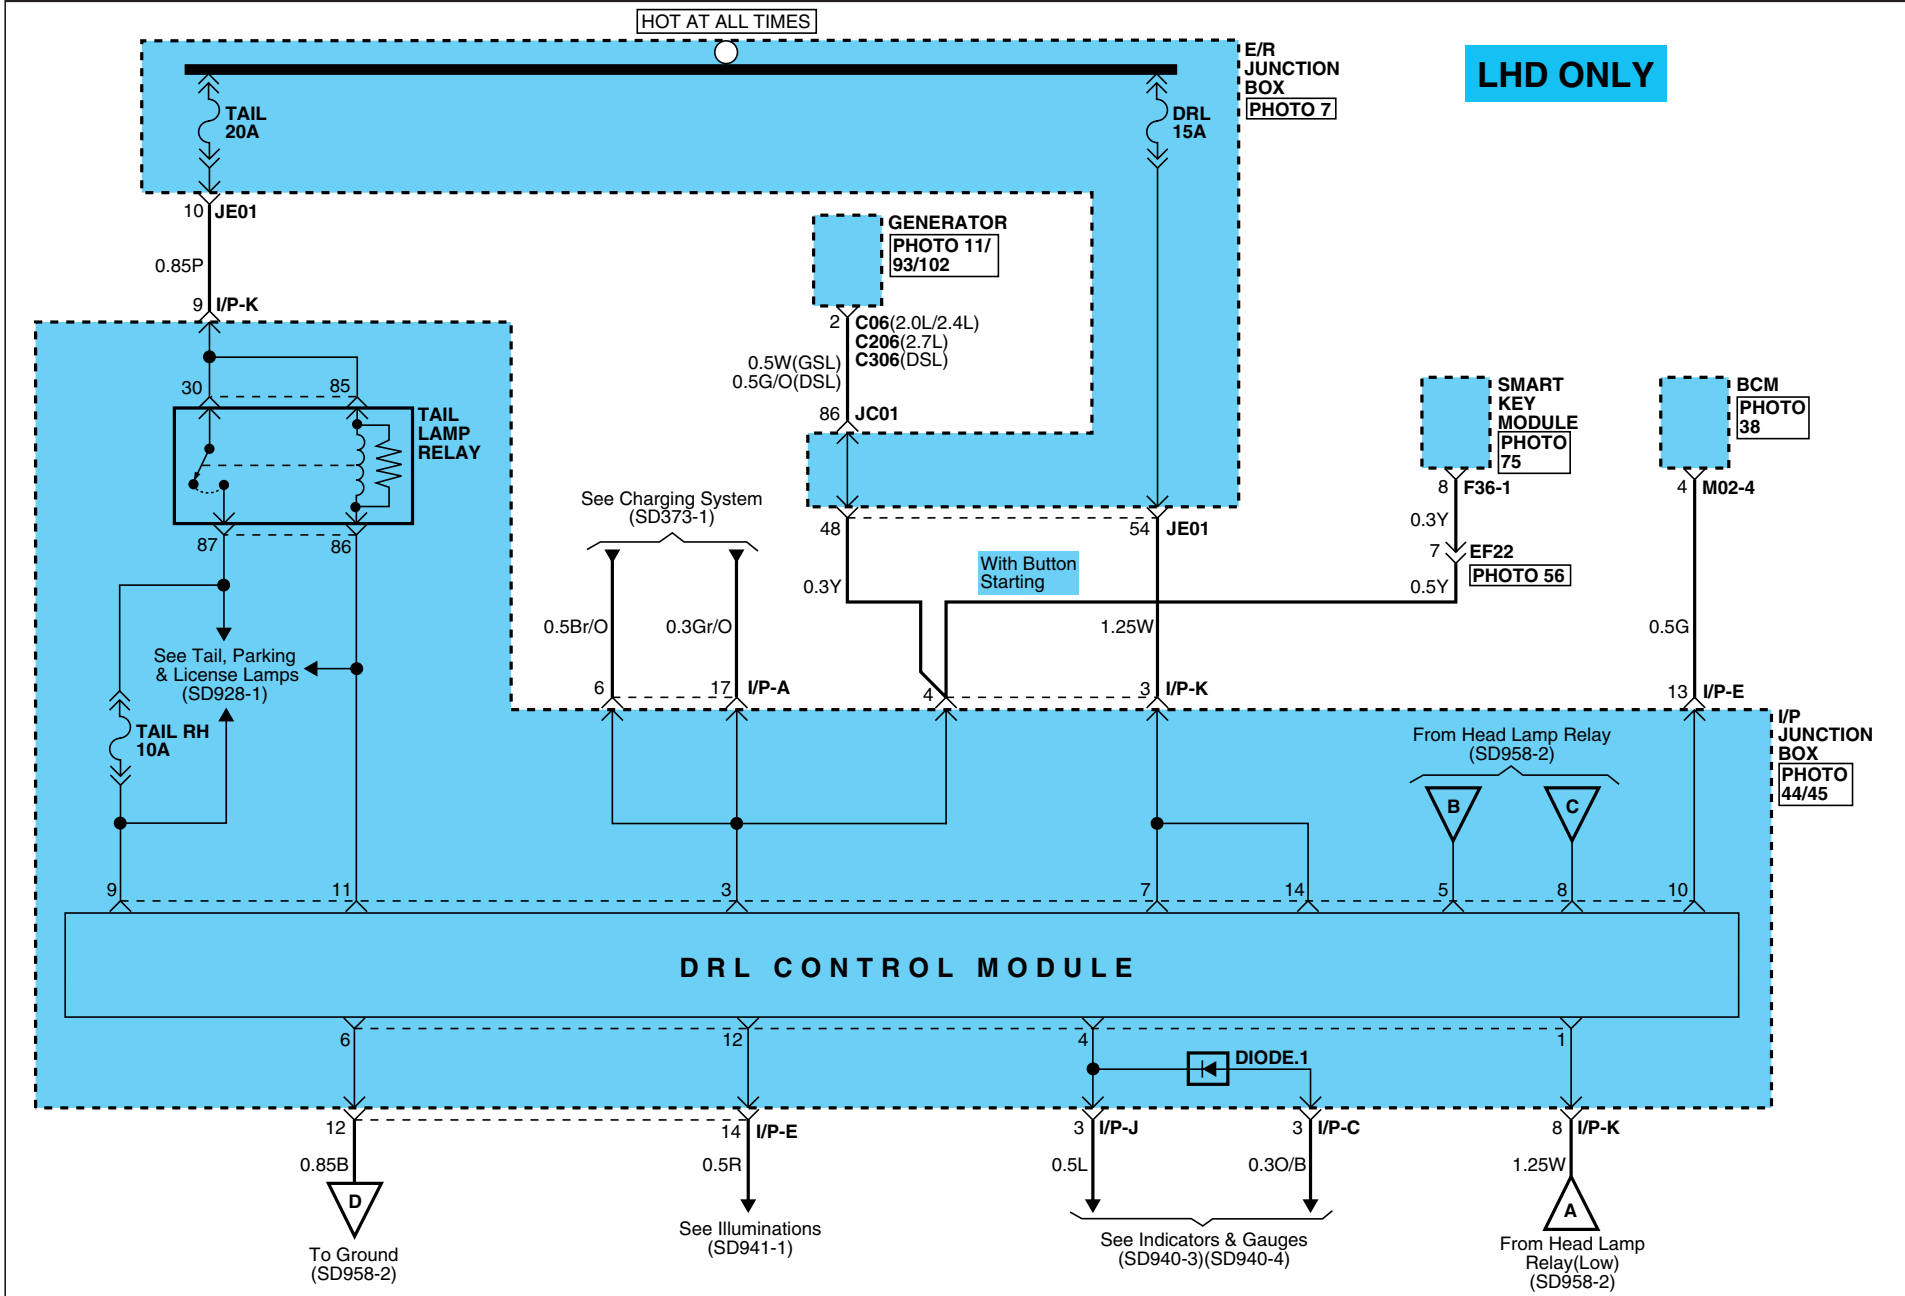 HOT AT ALL TIMES
E/R
JUNCTION
BOX
PHOTO 7
LHD ONLY
TAIL
20A
DRL
15A
10 JE01
0.85P
9 I/P-K
GENERATOR
PHOTO 11/
93/102
2 C06(2.0L/2.4L)
C206(2.7L)
C306(DSL)
0.5W(GSL)
0.5G/O(DSL)
86 JC01
30 85
TAIL
LAMP
RELAY
87 86
SMART
KEY
MODULE
PHOTO
75
BCM
PHOTO
38
8 F36-1
4 M02-4
0.3Y
7 EF22
PHOTO 56
0.5Y
See Charging System
(SD373-1)
48 54 JE01
With Button
Starting
0.3Y
0.5Br/O 0.3Gr/O 1.25W 0.5G
See Tail, Parking
& License Lamps
(SD928-1)
6 17 I/P-A 4 3 I/P-K 13 I/P-E
TAIL RH
10A
From Head Lamp Relay
(SD958-2)
B C
I/P
JUNCTION
BOX
PHOTO
44/45
9 11 3 7 14 5 8 10
DRL CONTROL MODULE
6 12 4 1
DIODE.1
12 14 I/P-E 3 I/P-J 3 I/P-C 8 I/P-K
0.85B 0.5R 0.5L 0.3O/B 1.25W
D
A
To Ground
(SD958-2)
See Illuminations
(SD941-1)
See Indicators & Gauges
(SD940-3)(SD940-4)
From Head Lamp
Relay(Low)
(SD958-2)